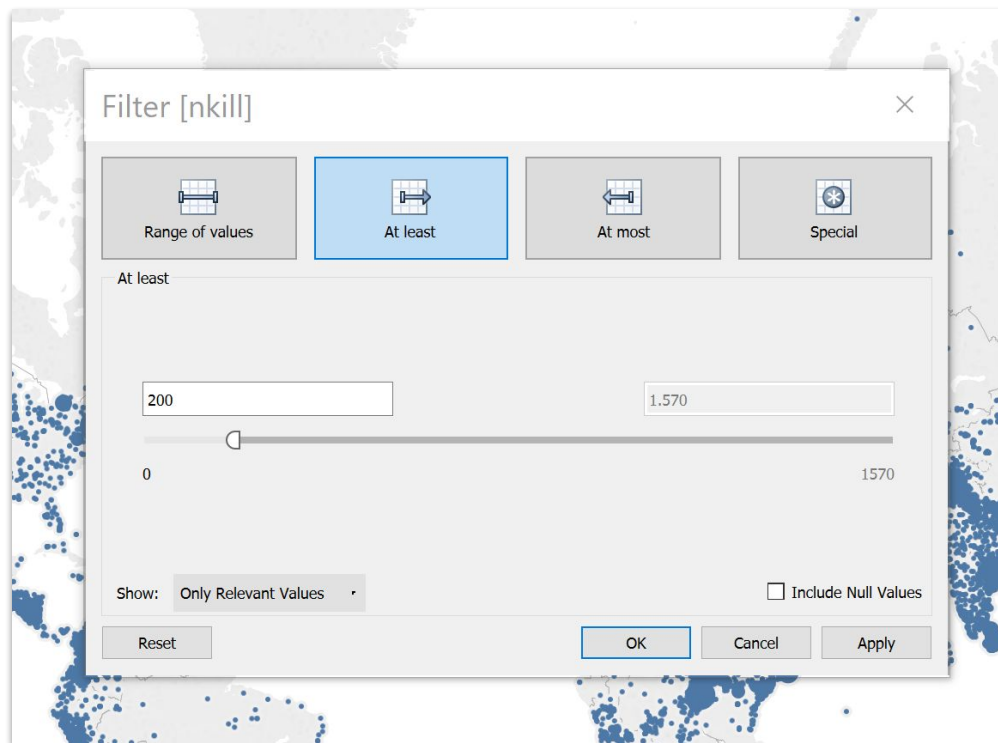 Filter [nkill]
Range of values
At least
At most
Special
At least
200
1.570
0
1570
Show: Only Relevant Values
Include Null Values
Reset
OK
Cancel
Apply